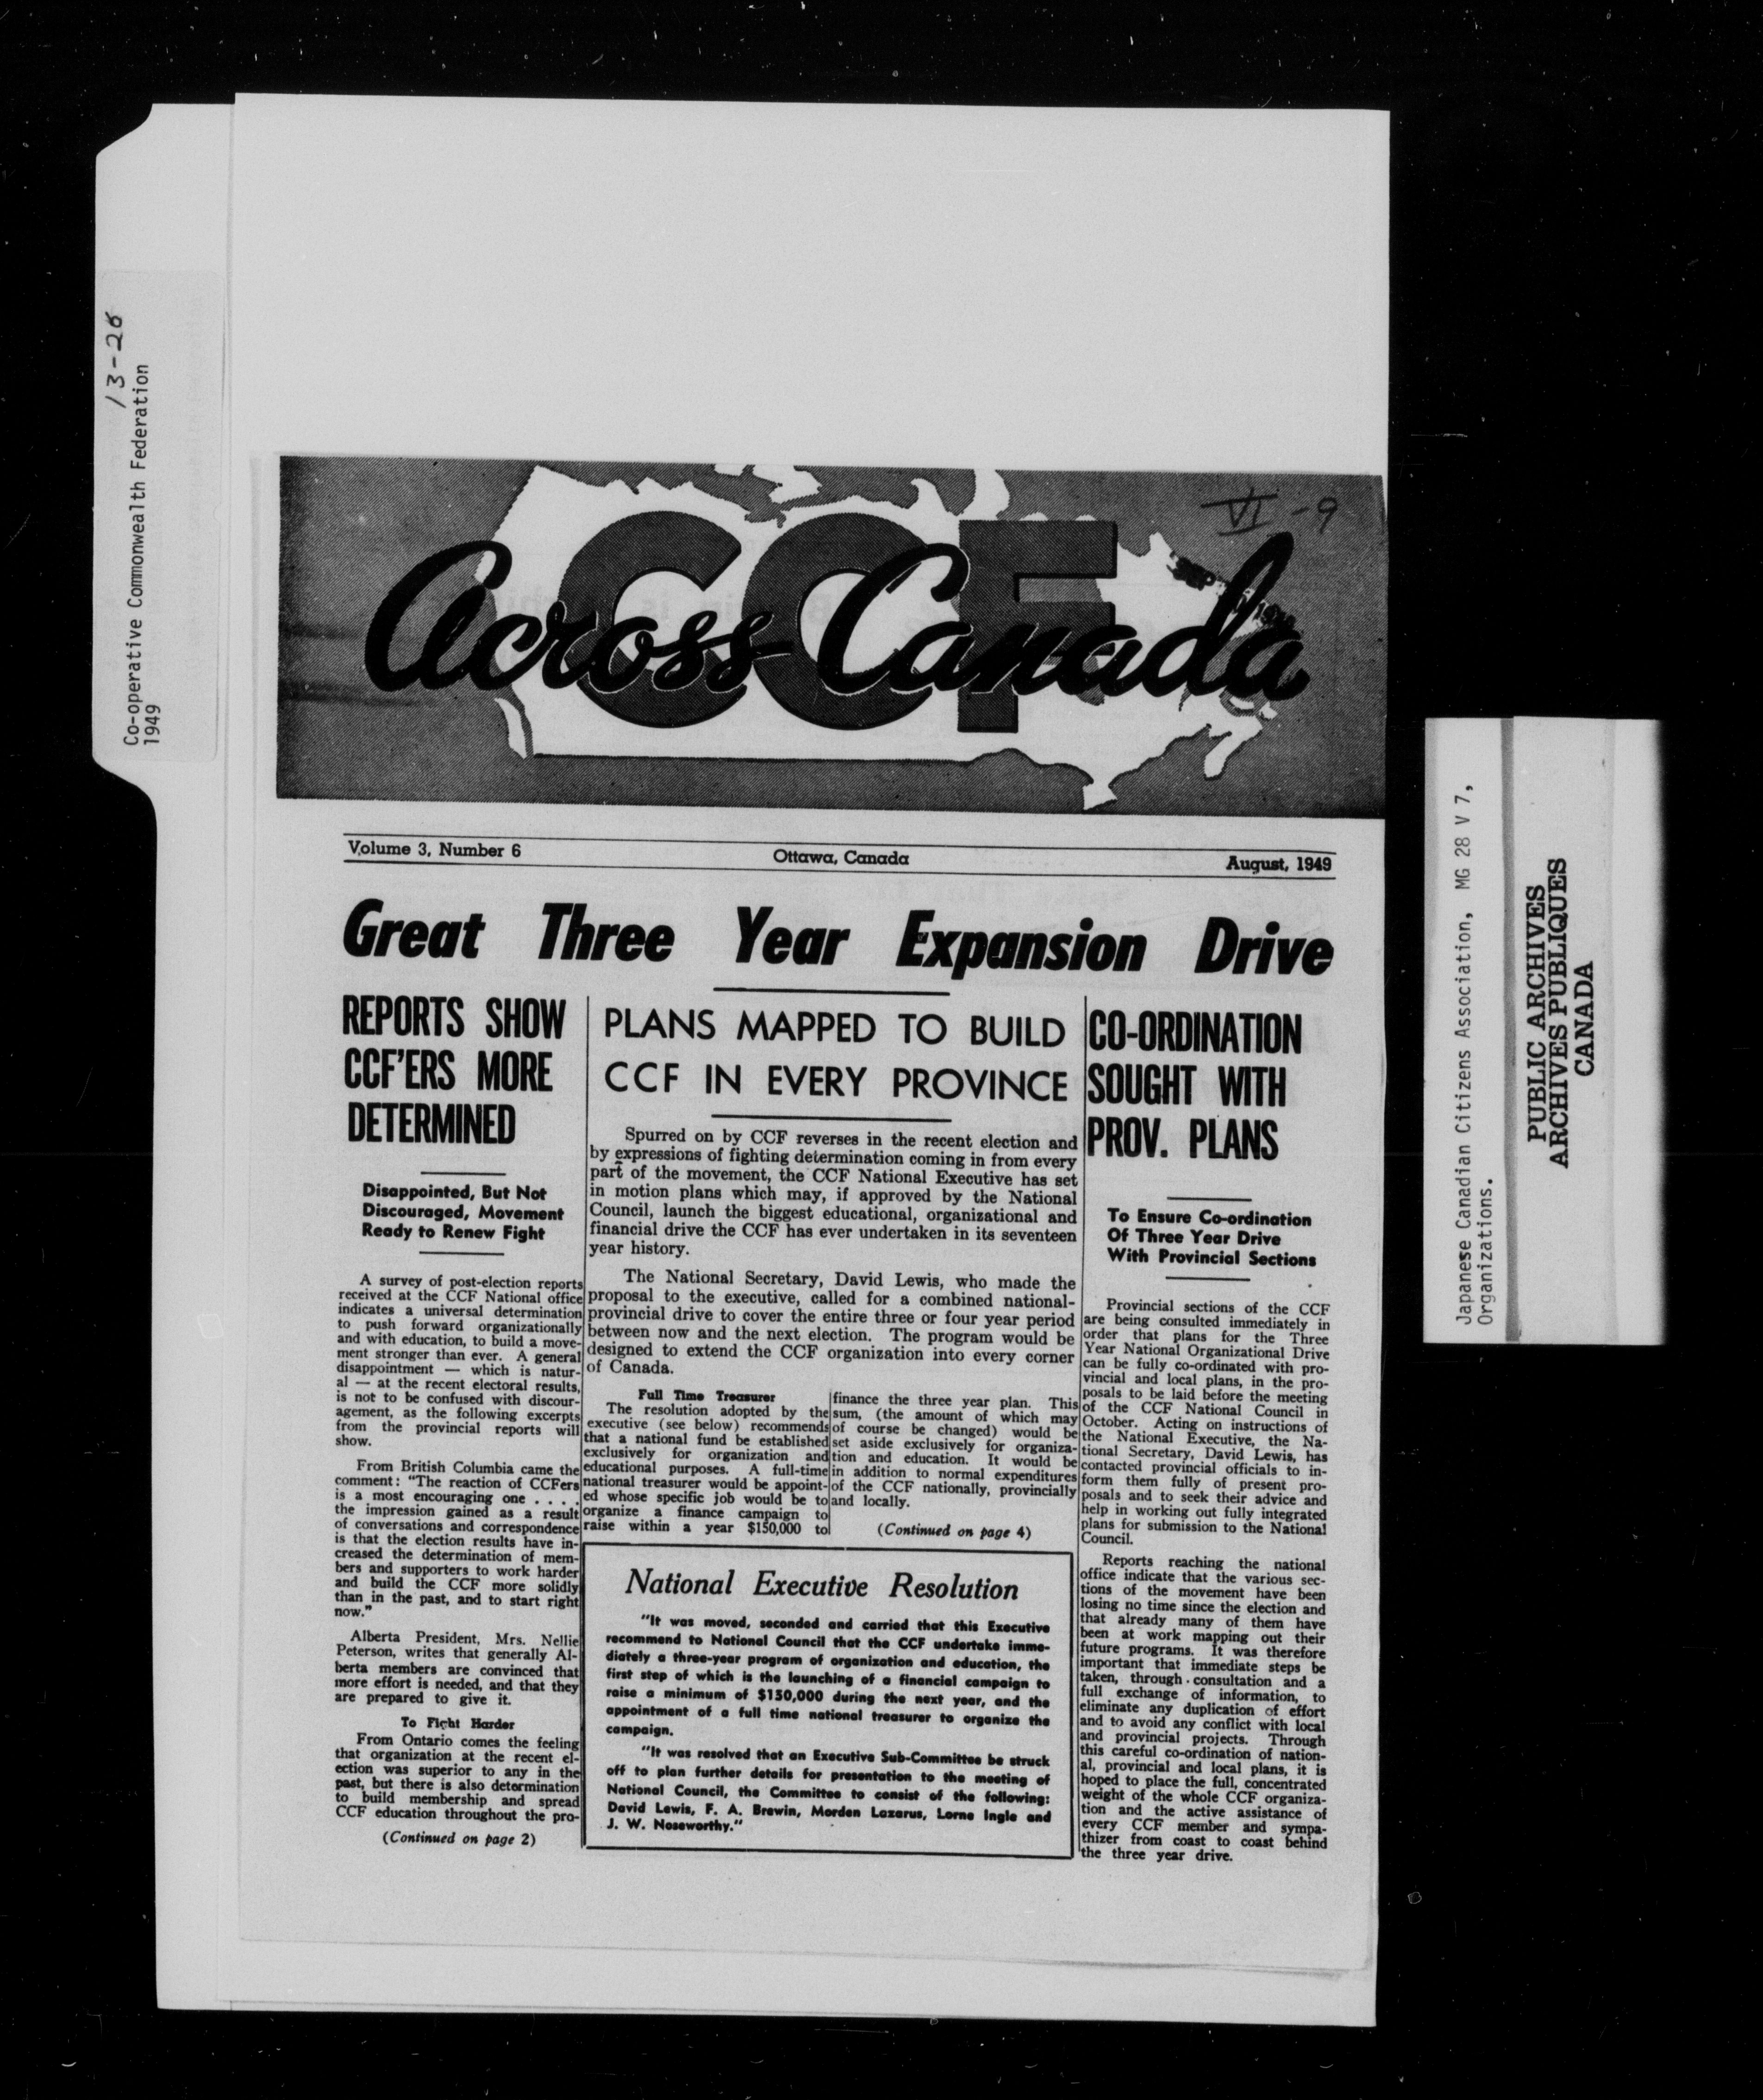 13-28
Co-operative Commonwealth Federation
1949
VI-9
CCF
Across Canada
Volume 3, Number 6
Ottawa, Canada
August, 1949
Great Three Year Expansion Drive
REPORTS SHOW
CCF'ERS MORE
DETERMINED
Disappointed, But Not
Discouraged, Movement
Ready to Renew Fight
A survey of post-election reports
received at the CCF National office
indicates a universal determination
to push forward organizationally
and with education, to build a move-
ment stronger than ever. A general
disappointment — which is natur-
al — at the recent electoral results,
is not to be confused with discour-
agement, as the following excerpts
from the provincial reports will
show.
From British Columbia came the
comment: "The reaction of CCFers
is a most encouraging one . . . .
the impression gained as a result
of conversations and correspondence
is that the election results have in-
creased the determination of mem-
bers and supporters to work harder
and build the CCF more solidly
than in the past, and to start right
now."
Alberta President, Mrs. Nellie
Peterson, writes that generally Al-
berta members are convinced that
more effort is needed, and that they
are prepared to give it.
To Fight Harder
From Ontario comes the feeling
that organization at the recent el-
ection was superior to any in the
past, but there is also determination
to build membership and spread
CCF education throughout the pro-
(Continued on page 2)
PLANS MAPPED TO BUILD
CCF IN EVERY PROVINCE
Spurred on by CCF reverses in the recent election and
by expressions of fighting determination coming in from every
part of the movement, the CCF National Executive has set
in motion plans which may, if approved by the National
Council, launch the biggest educational, organizational and
financial drive the CCF has ever undertaken in its seventeen
year history.
The National Secretary, David Lewis, who made the
proposal to the executive, called for a combined national-
provincial drive to cover the entire three or four year period
between now and the next election. The program would be
designed to extend the CCF organization into every corner
of Canada.
Full Time Treasurer
The resolution adopted by the
executive (see below) recommends
that a national fund be established
exclusively for organization and
educational purposes. A full-time
national treasurer would be appoint-
ed whose specific job would be to
organize a finance campaign to
raise within a year $150,000 to
finance the three year plan. This
sum, (the amount of which may
of course be changed) would be
set aside exclusively for organiza-
tion and education. It would be
in addition to normal expenditures
of the CCF nationally, provincially
and locally.
(Continued on page 4)
National Executive Resolution
"It was moved, seconded and carried that this Executive
recommend to National Council that the CCF undertake imme-
diately a three-year program of organization and education, the
first step of which is the launching of a financial campaign to
raise a minimum of $150,000 during the next year, and the
appointment of a full time national treasurer to organize the
campaign.
"It was resolved that an Executive Sub-Committee be struck
off to plan further details for presentation to the meeting of
National Council, the Committee to consist of the following:
David Lewis, F. A. Brewin, Morden Lazarus, Lorne Ingle and
J. W. Noseworthy."
CO-ORDINATION
SOUGHT WITH
PROV. PLANS
To Ensure Co-ordination
Of Three Year Drive
With Provincial Sections
Provincial sections of the CCF
are being consulted immediately in
order that plans for the Three
Year National Organizational Drive
can be fully co-ordinated with pro-
vincial and local plans, in the pro-
posals to be laid before the meeting
of the CCF National Council in
October. Acting on instructions of
the National Executive, the Na-
tional Secretary, David Lewis, has
contacted provincial officials to in-
form them fully of present pro-
posals and to seek their advice and
help in working out fully integrated
plans for submission to the National
Council.
Reports reaching the national
office indicate that the various sec-
tions of the movement have been
losing no time since the election and
that already many of them have
been at work mapping out their
future programs. It was therefore
important that immediate steps be
taken, through consultation and a
full exchange of information, to
eliminate any duplication of effort
and to avoid any conflict with local
and provincial projects. Through
this careful co-ordination of nation-
al, provincial and local plans, it is
hoped to place the full, concentrated
weight of the whole CCF organiza-
tion and the active assistance of
every CCF member and sympa-
thizer from coast to coast behind
the three year drive.
Japanese Canadian Citizens Association, MG 28 V 7,
Organizations.
PUBLIC ARCHIVES
ARCHIVES PUBLIQUES
CANADA